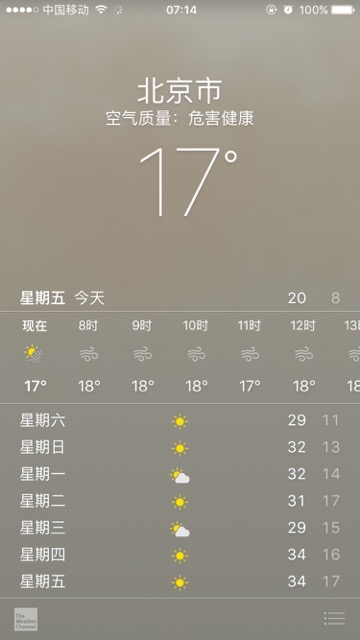 中国移动 07:14 100%
北京市
空气质量：危害健康
17°
星期五 今天 20 8
现在 8时 9时 10时 11时 12时 13时
17° 18° 18° 18° 17° 18° 18
星期六 29 11
星期日 32 13
星期一 32 14
星期二 31 17
星期三 29 15
星期四 34 16
星期五 34 17
The
Weather
Channel